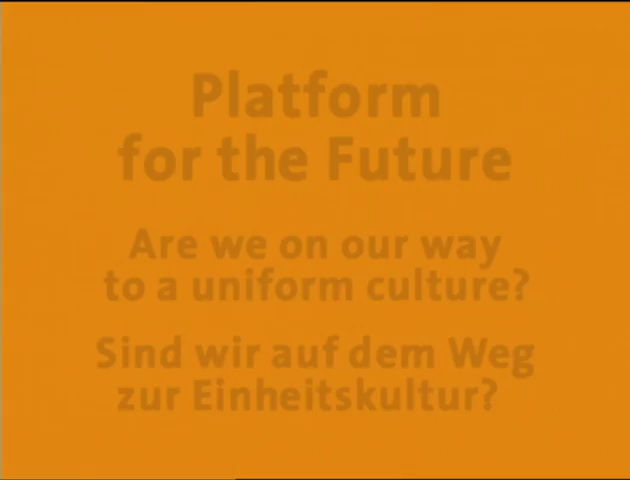 Platform
for the Future
Are we on our way
to a uniform culture?
Sind wir auf dem Weg
zur Einheitskultur?